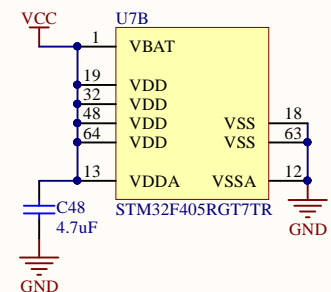 VCC
U7B
1 VBAT
19 VDD
32 VDD
48 VDD VSS 18
64 VDD VSS 63
13 VDDA VSSA 12
C48
4.7uF
STM32F405RGT7TR
GND
GND